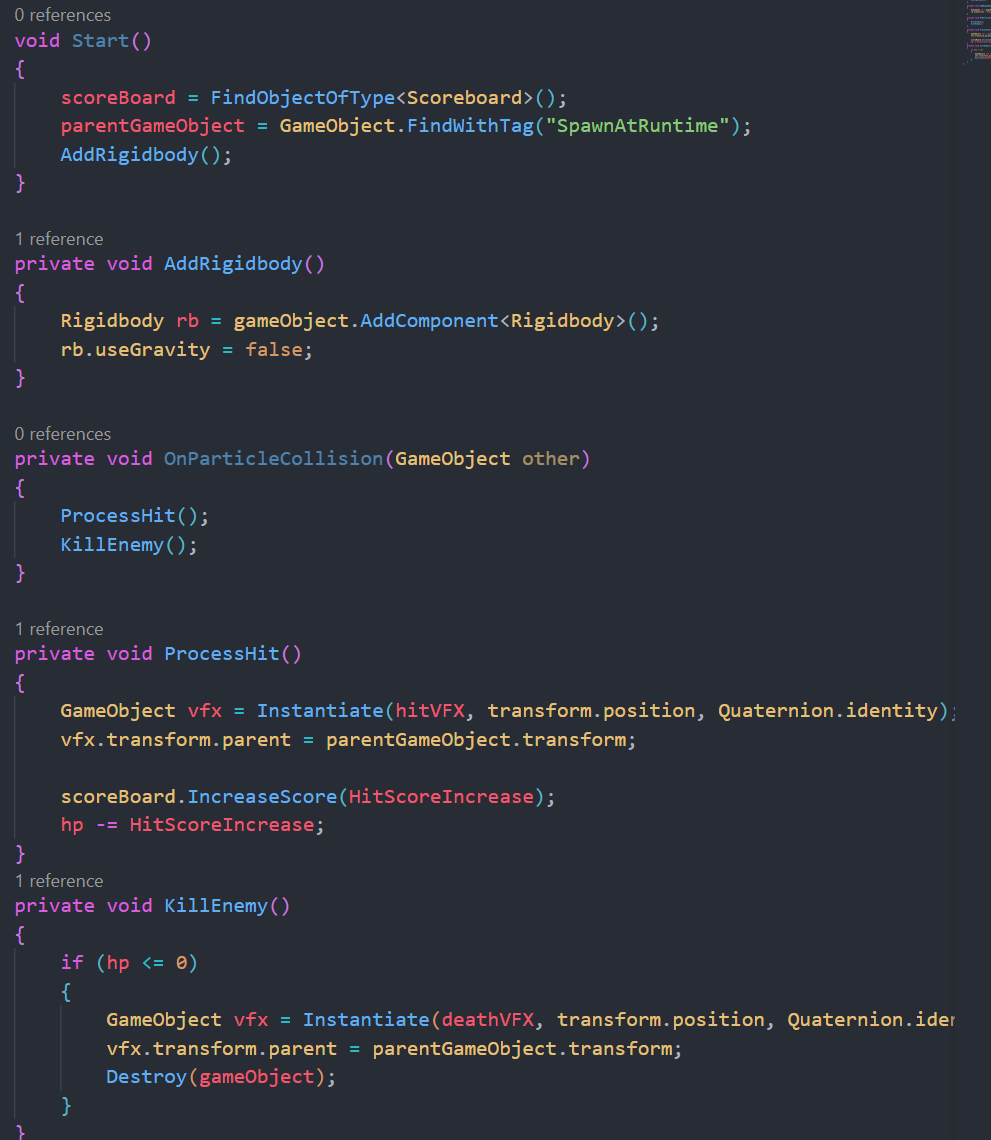 0 references
void Start()
{
    scoreBoard = FindObjectOfType<Scoreboard>();
    parentGameObject = GameObject.FindWithTag("SpawnAtRuntime");
    AddRigidbody();
}

1 reference
private void AddRigidbody()
{
    Rigidbody rb = gameObject.AddComponent<Rigidbody>();
    rb.useGravity = false;
}

0 references
private void OnParticleCollision(GameObject other)
{
    ProcessHit();
    KillEnemy();
}

1 reference
private void ProcessHit()
{
    GameObject vfx = Instantiate(hitVFX, transform.position, Quaternion.identity);
    vfx.transform.parent = parentGameObject.transform;

    scoreBoard.IncreaseScore(HitScoreIncrease);
    hp -= HitScoreIncrease;
}
1 reference
private void KillEnemy()
{
    if (hp <= 0)
    {
        GameObject vfx = Instantiate(deathVFX, transform.position, Quaternion.iden
        vfx.transform.parent = parentGameObject.transform;
        Destroy(gameObject);
    }
}